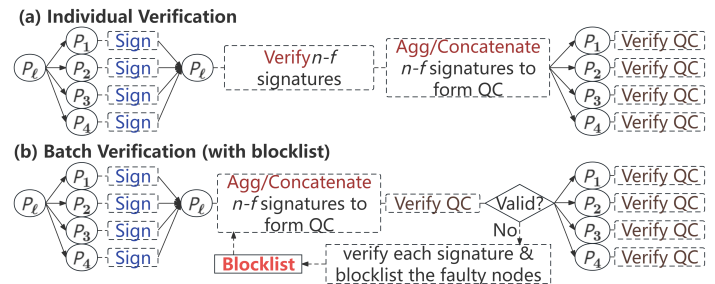 (a) Individual Verification
Pℓ
P1 Sign
P2 Sign
P3 Sign
P4 Sign
Pℓ
Verify n-f
signatures
Agg/Concatenate
n-f signatures to
form QC
P1 Verify QC
P2 Verify QC
P3 Verify QC
P4 Verify QC
(b) Batch Verification (with blocklist)
Pℓ
P1 Sign
P2 Sign
P3 Sign
P4 Sign
Pℓ
Agg/Concatenate
n-f signatures to
form QC
Verify QC
Valid?
No
verify each signature &
blocklist the faulty nodes
Blocklist
P1 Verify QC
P2 Verify QC
P3 Verify QC
P4 Verify QC